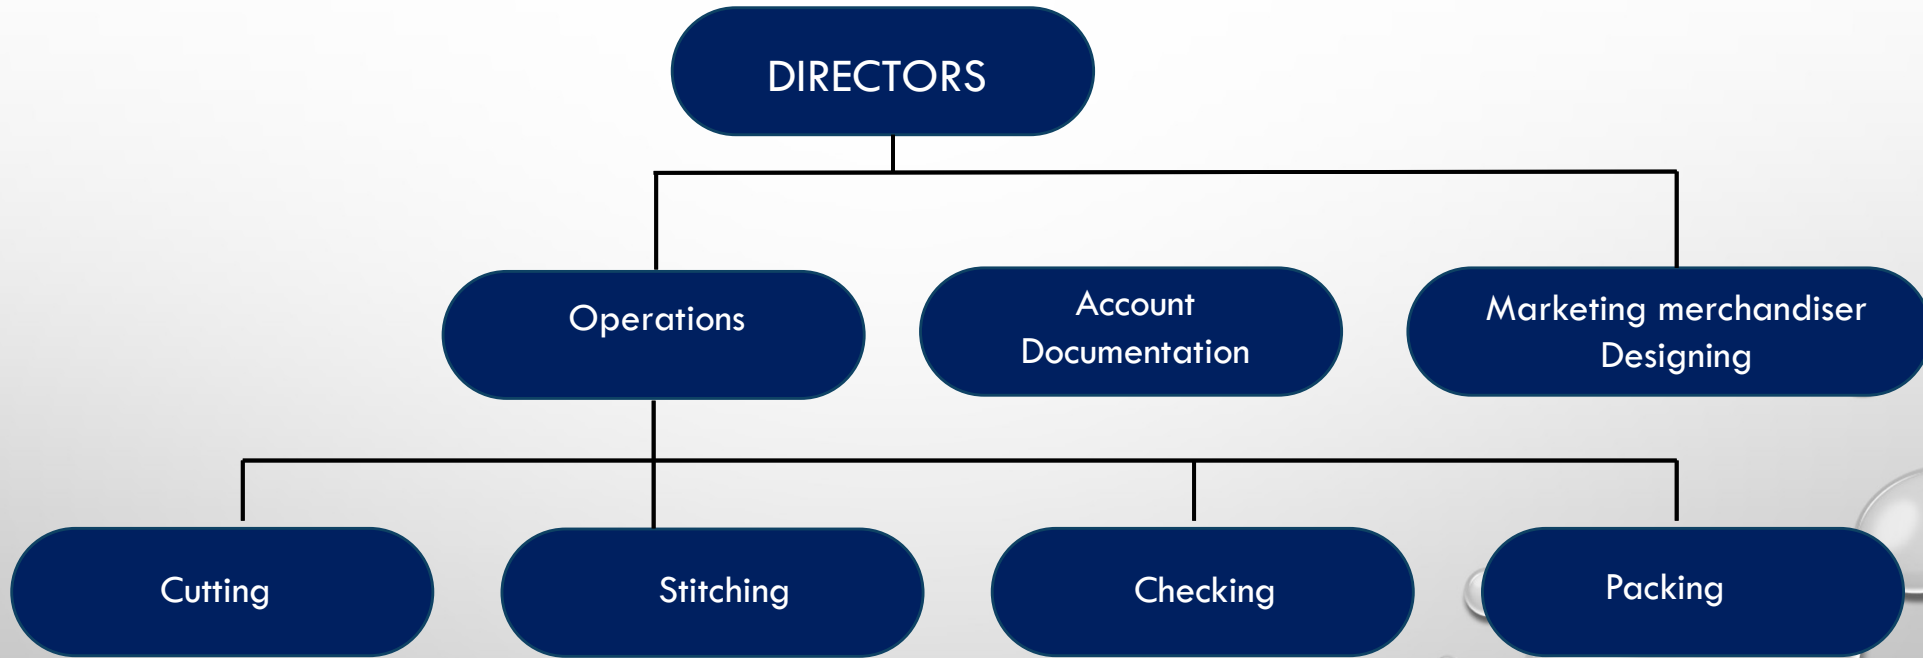 DIRECTORS
Operations
Account
Documentation
Marketing merchandiser
Designing
Cutting
Stitching
Checking
Packing